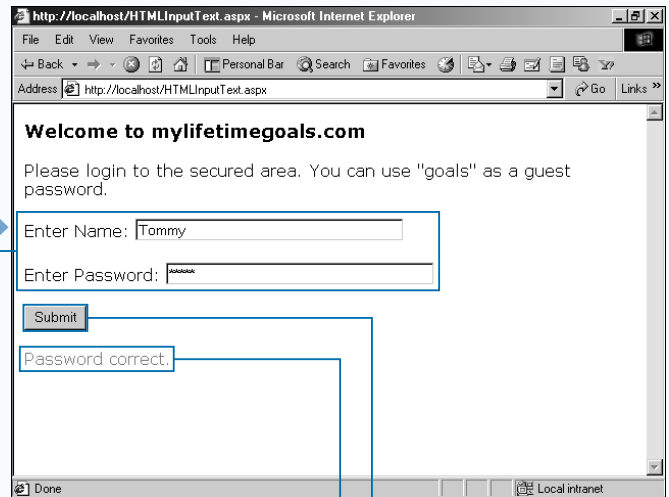 http://localhost/HTMLInputText.aspx - Microsoft Internet Explorer
File Edit View Favorites Tools Help
Back Personal Bar Search Favorites
Address http://localhost/HTMLInputText.aspx Go Links »
Welcome to mylifetimegoals.com
Please login to the secured area. You can use "goals" as a guest
password.
Enter Name: Tommy
Enter Password: *****
Submit
Password correct.
Done Local intranet